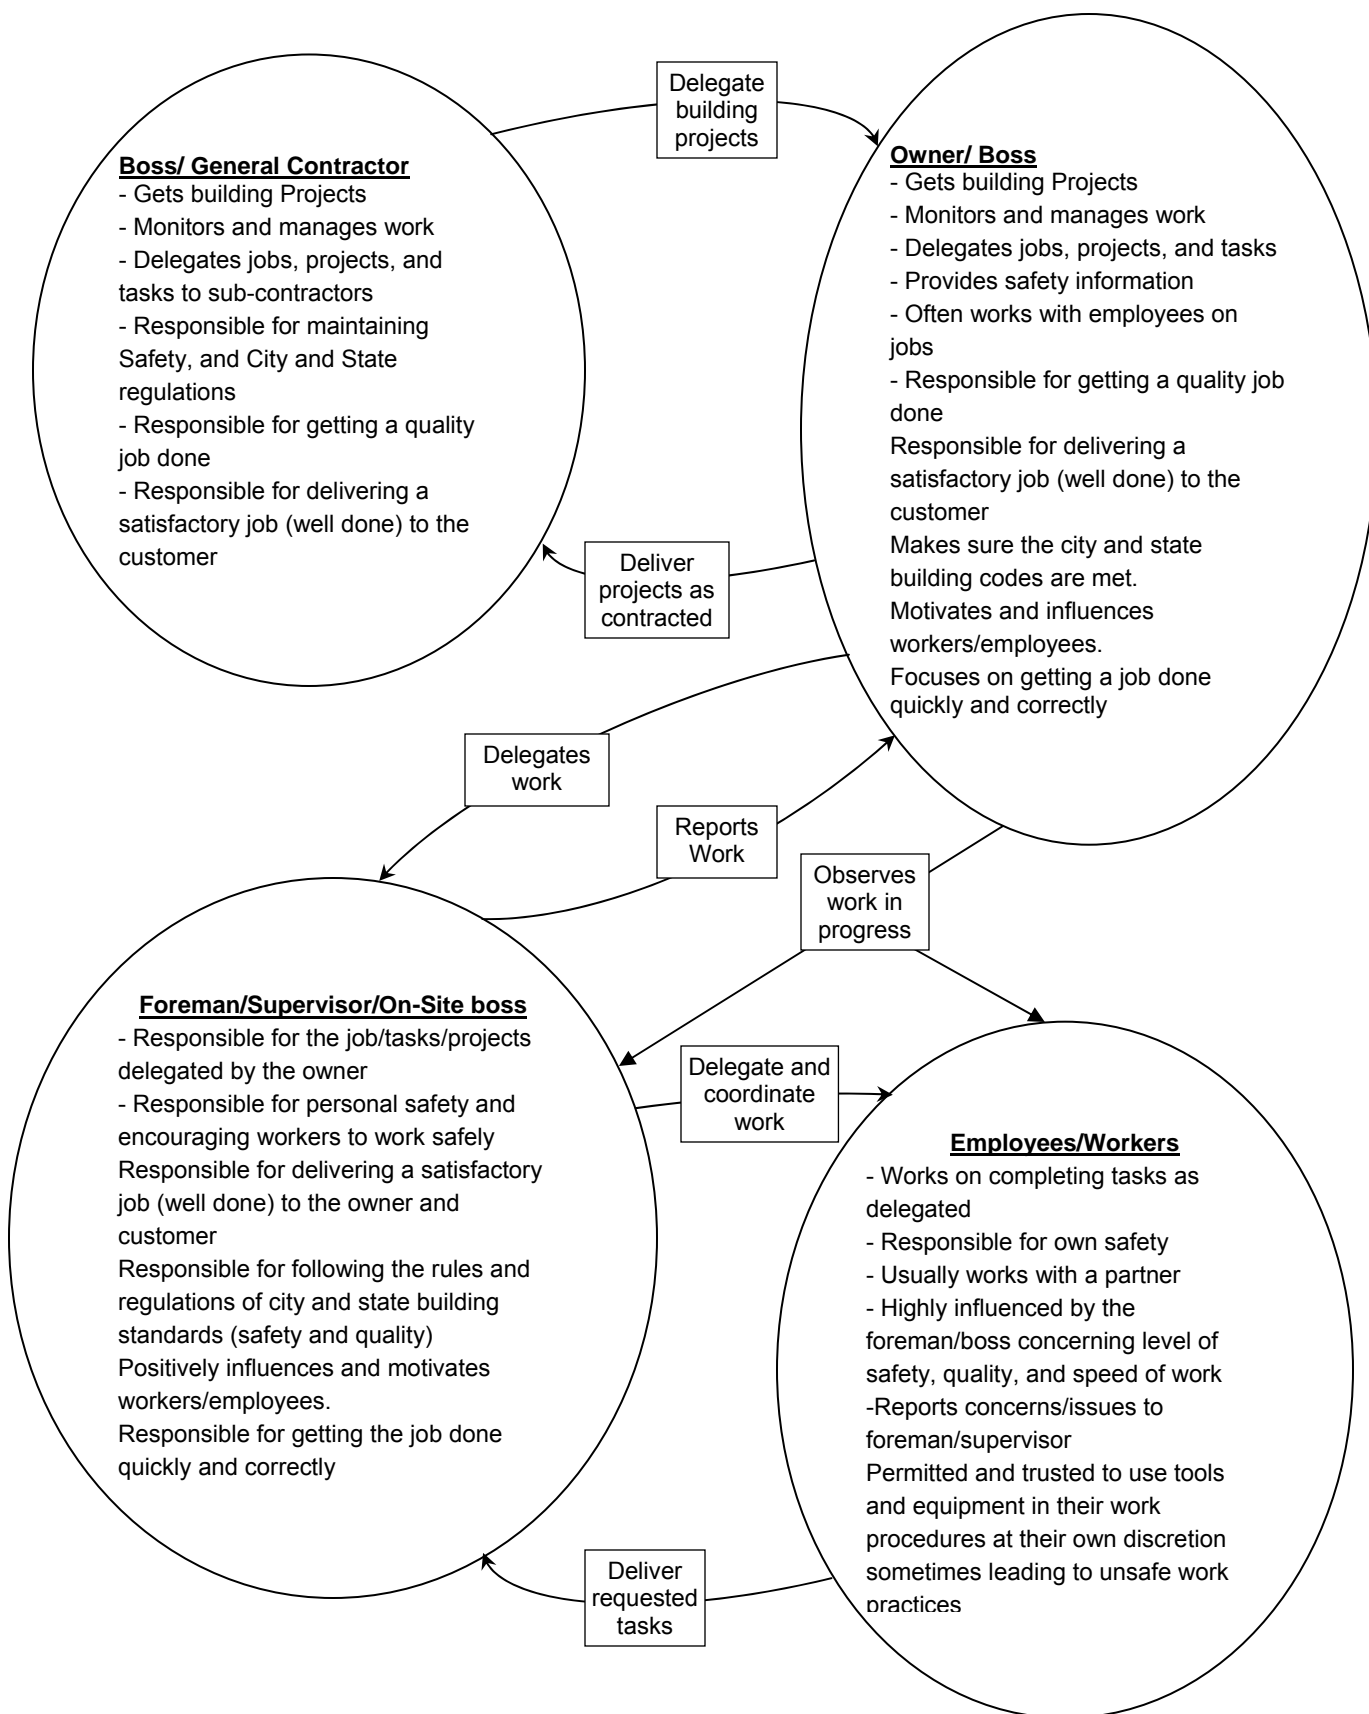 Delegate
building
projects
Boss/ General Contractor
- Gets building Projects
- Monitors and manages work
- Delegates jobs, projects, and
tasks to sub-contractors
- Responsible for maintaining
Safety, and City and State
regulations
- Responsible for getting a quality
job done
- Responsible for delivering a
satisfactory job (well done) to the
customer
Owner/ Boss
- Gets building Projects
- Monitors and manages work
- Delegates jobs, projects, and tasks
- Provides safety information
- Often works with employees on
jobs
- Responsible for getting a quality job
done
Responsible for delivering a
satisfactory job (well done) to the
customer
Makes sure the city and state
building codes are met.
Motivates and influences
workers/employees.
Focuses on getting a job done
quickly and correctly
Deliver
projects as
contracted
Delegates
work
Reports
Work
Observes
work in
progress
Foreman/Supervisor/On-Site boss
- Responsible for the job/tasks/projects
delegated by the owner
- Responsible for personal safety and
encouraging workers to work safely
Responsible for delivering a satisfactory
job (well done) to the owner and
customer
Responsible for following the rules and
regulations of city and state building
standards (safety and quality)
Positively influences and motivates
workers/employees.
Responsible for getting the job done
quickly and correctly
Delegate and
coordinate
work
Employees/Workers
- Works on completing tasks as
delegated
- Responsible for own safety
- Usually works with a partner
- Highly influenced by the
foreman/boss concerning level of
safety, quality, and speed of work
-Reports concerns/issues to
foreman/supervisor
Permitted and trusted to use tools
and equipment in their work
procedures at their own discretion
sometimes leading to unsafe work
practices
Deliver
requested
tasks